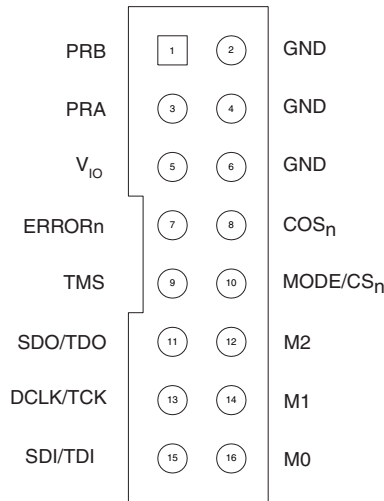 PRB 1 2 GND
PRA 3 4 GND
VIO 5 6 GND
ERRORn 7 8 COSn
TMS 9 10 MODE/CSn
SDO/TDO 11 12 M2
DCLK/TCK 13 14 M1
SDI/TDI 15 16 M0